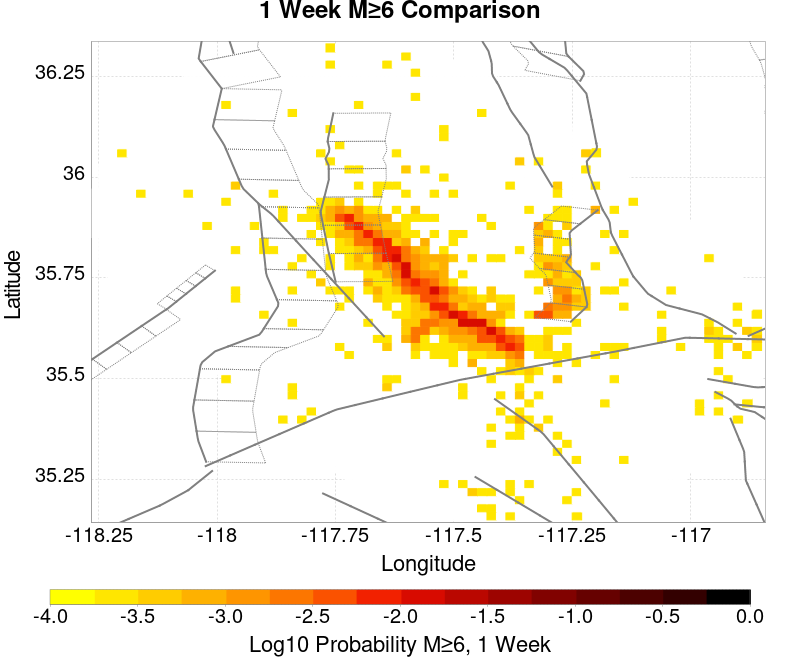 1 Week M≥6 Comparison
36.25
36
35.75
35.5
35.25
Latitude
-118.25 -118 -117.75 -117.5 -117.25 -117
Longitude
-4.0 -3.5 -3.0 -2.5 -2.0 -1.5 -1.0 -0.5 0.0
Log10 Probability M≥6, 1 Week